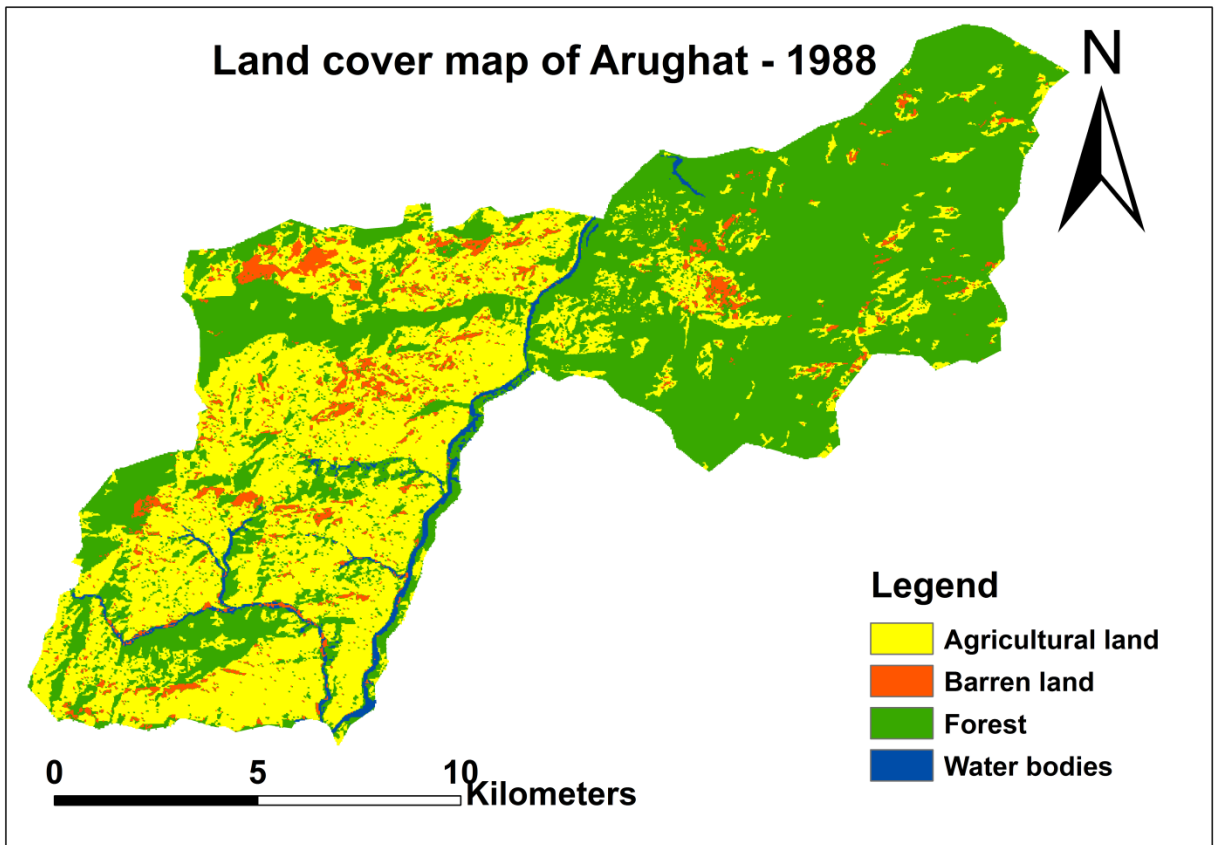 Land cover map of Arughat - 1988
N
Legend
Agricultural land
Barren land
Forest
Water bodies
0 5 10
Kilometers